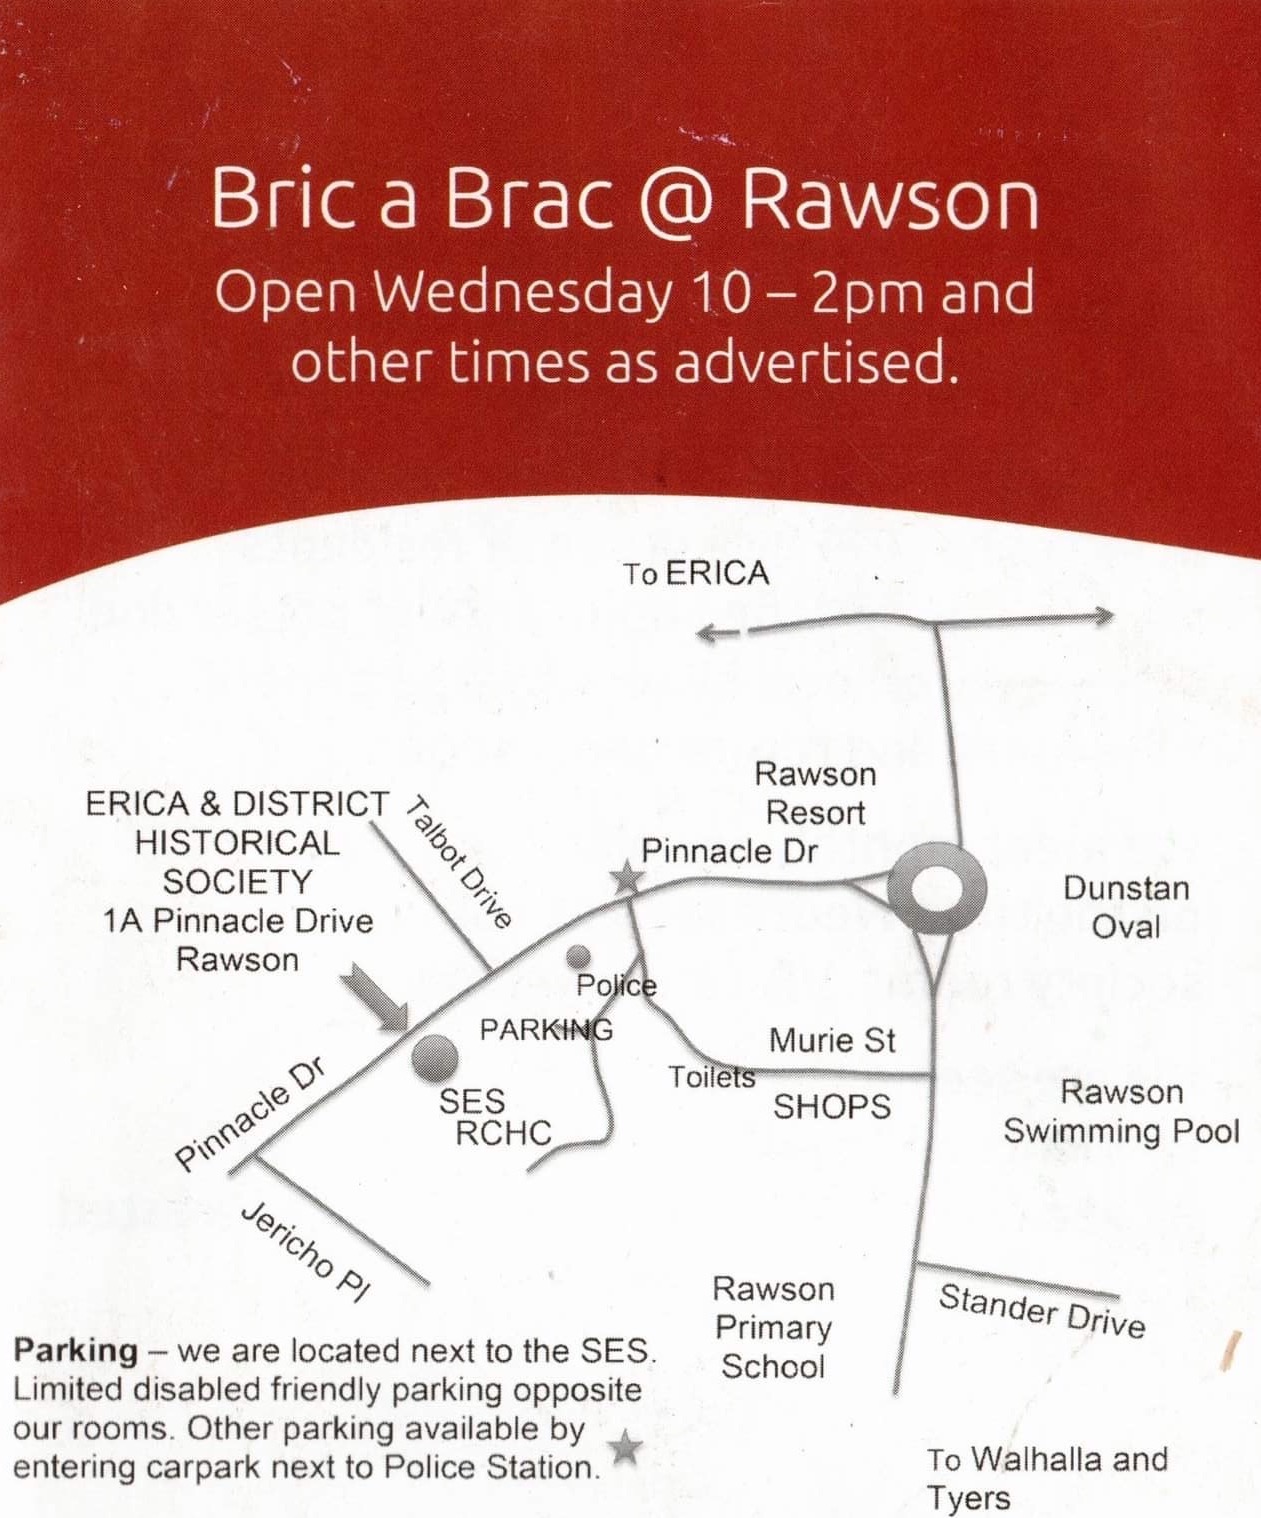 Bric a Brac @ Rawson
Open Wednesday 10 – 2pm and
other times as advertised.
To ERICA
Rawson
Resort
Pinnacle Dr
ERICA & DISTRICT
HISTORICAL
SOCIETY
1A Pinnacle Drive
Rawson
Talbot Drive
Dunstan
Oval
Police
PARKING
Murie St
Toilets
SHOPS
Rawson
Swimming Pool
Pinnacle Dr
SES
RCHC
Jericho Pl
Rawson
Primary
School
Stander Drive
Parking – we are located next to the SES.
Limited disabled friendly parking opposite
our rooms. Other parking available by
entering carpark next to Police Station.
To Walhalla and
Tyers